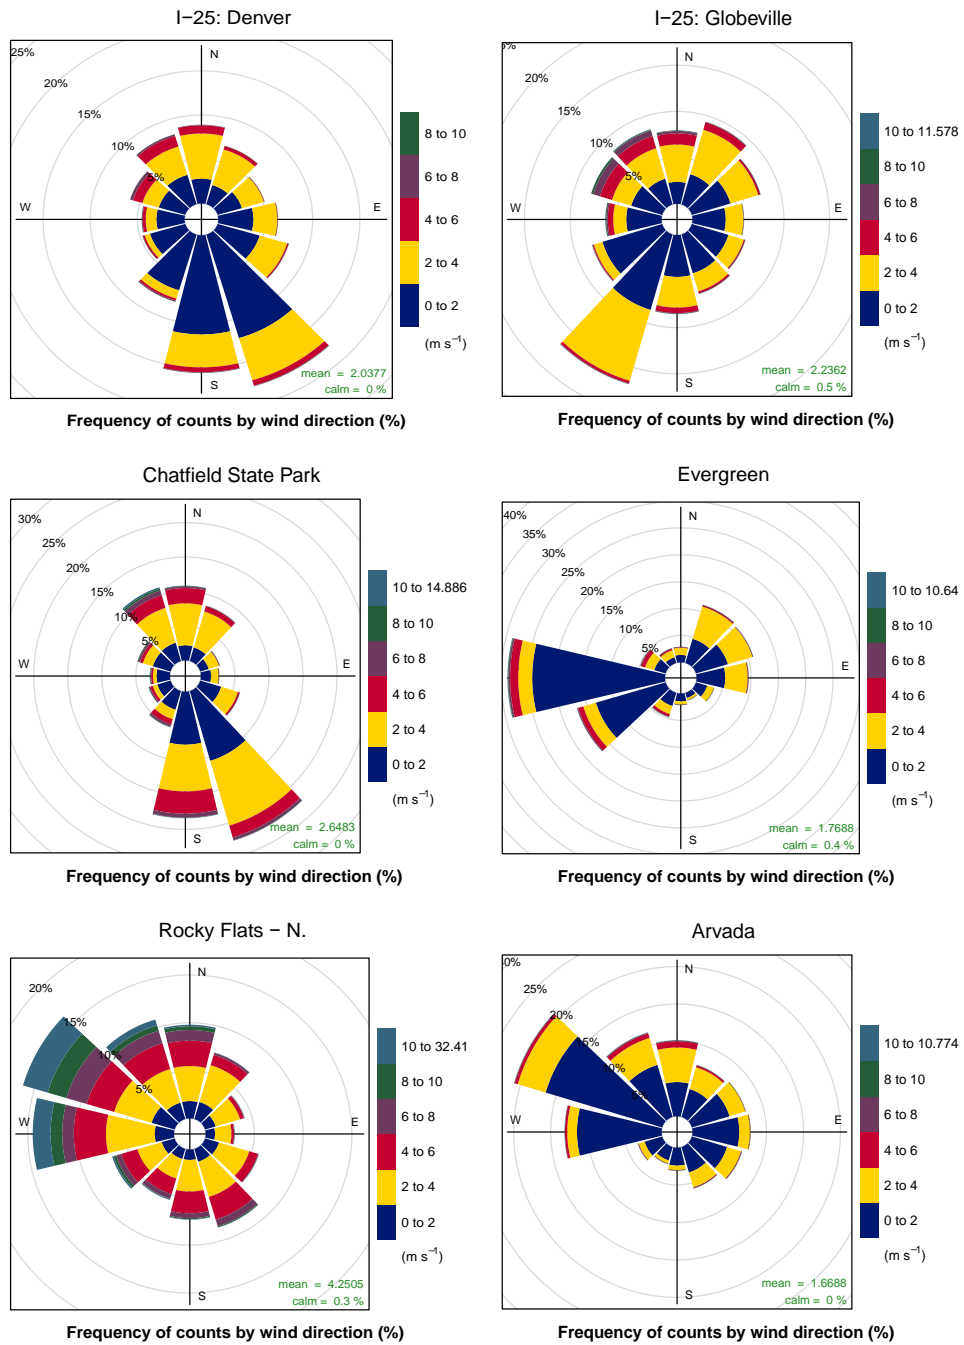 I−25: Denver
25%
20%
15%
10%
5%
N
W
E
S
8 to 10
6 to 8
4 to 6
2 to 4
0 to 2
(m s−1)
mean = 2.0377
calm = 0 %
Frequency of counts by wind direction (%)
I−25: Globeville
20%
15%
10%
5%
N
W
E
S
10 to 11.578
8 to 10
6 to 8
4 to 6
2 to 4
0 to 2
(m s−1)
mean = 2.2362
calm = 0.5 %
Frequency of counts by wind direction (%)
Chatfield State Park
30%
25%
20%
15%
10%
5%
N
W
E
S
10 to 14.886
8 to 10
6 to 8
4 to 6
2 to 4
0 to 2
(m s−1)
mean = 2.6483
calm = 0 %
Frequency of counts by wind direction (%)
Evergreen
40%
35%
30%
25%
20%
15%
10%
5%
N
W
E
S
10 to 10.64
8 to 10
6 to 8
4 to 6
2 to 4
0 to 2
(m s−1)
mean = 1.7688
calm = 0.4 %
Frequency of counts by wind direction (%)
Rocky Flats − N.
20%
15%
10%
5%
N
W
E
S
10 to 32.41
8 to 10
6 to 8
4 to 6
2 to 4
0 to 2
(m s−1)
mean = 4.2505
calm = 0.3 %
Frequency of counts by wind direction (%)
Arvada
0%
25%
20%
15%
10%
5%
N
W
E
S
10 to 10.774
8 to 10
6 to 8
4 to 6
2 to 4
0 to 2
(m s−1)
mean = 1.6688
calm = 0 %
Frequency of counts by wind direction (%)